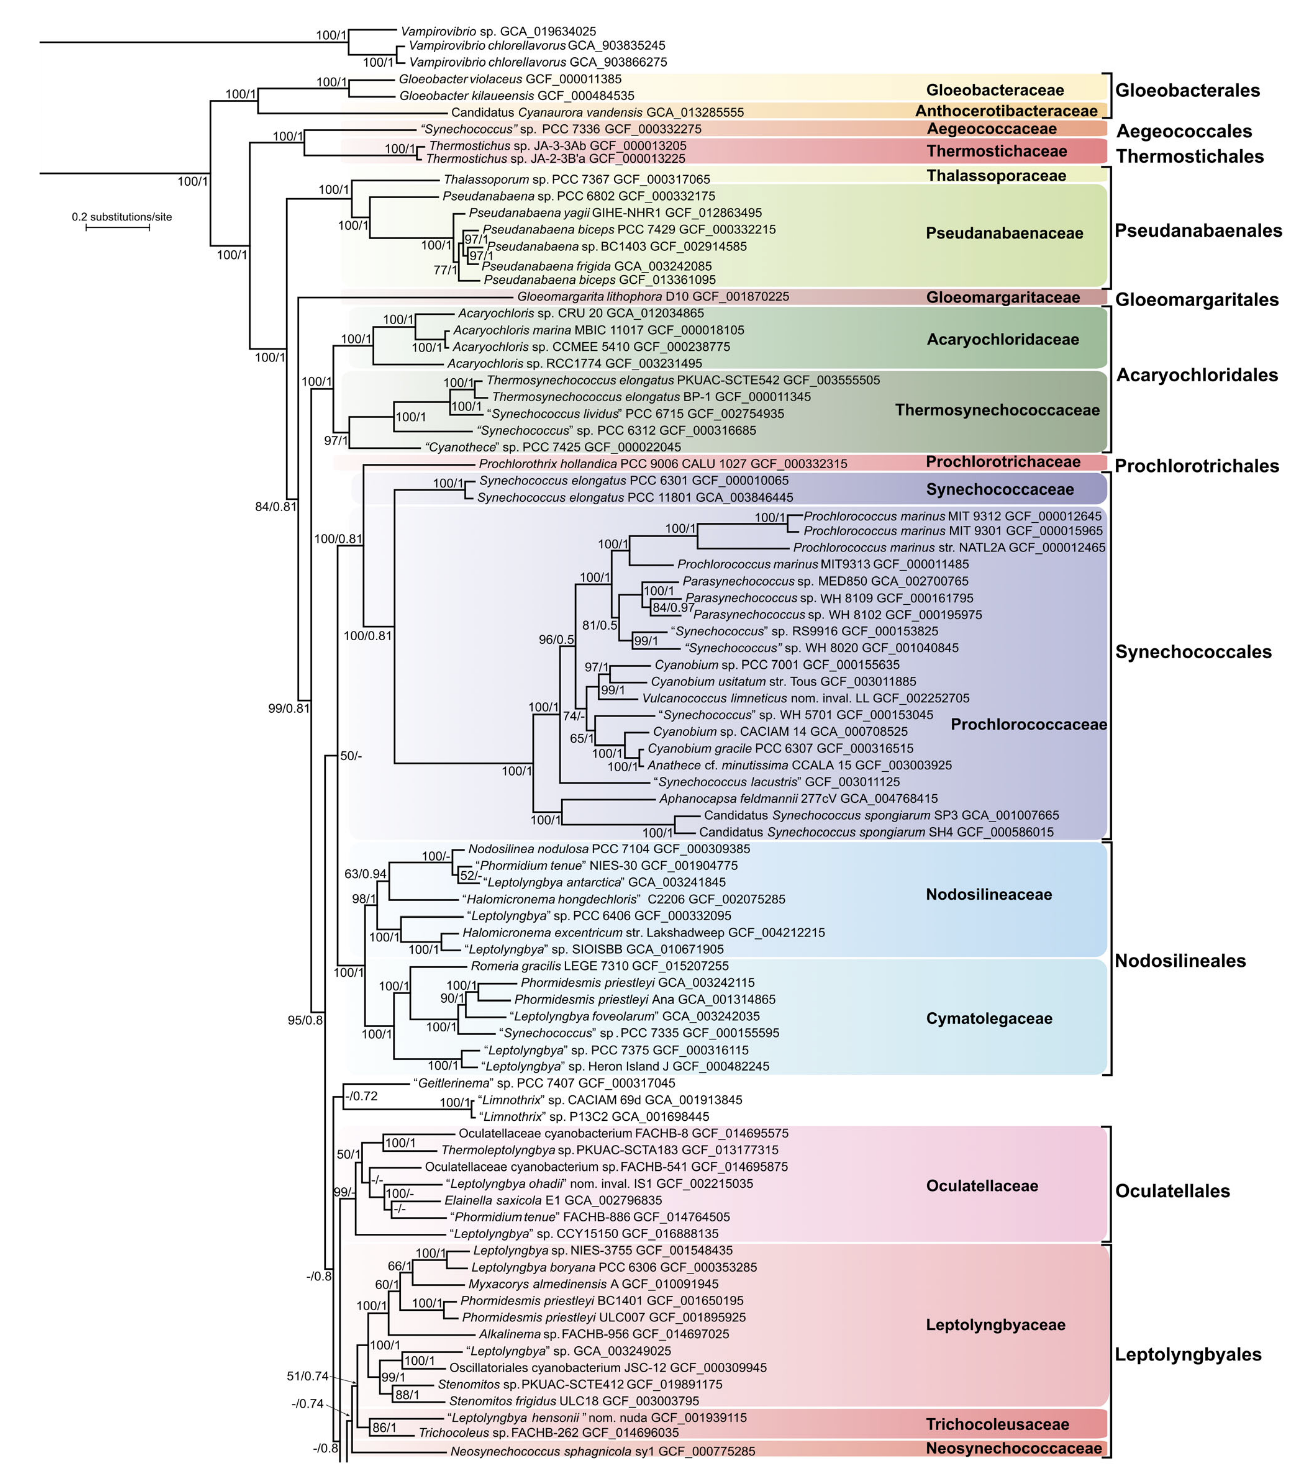 100/1
Vampirovibrio sp. GCA_019634025
Vampirovibrio chlorellavorus GCA_903835245
100/1
Vampirovibrio chlorellavorus GCA_903866275
100/1
Gloeobacter violaceus GCF_000011385
Gloeobacter kilaueensis GCF_000484535
Gloeobacteraceae
Gloeobacterales
100/1
Candidatus Cyanaurora vandensis GCA_013285555
Anthocerotibacteraceae
“Synechococcus” sp. PCC 7336 GCF_000332275
Aegeococcaceae
Aegeococcales
100/1
100/1
Thermostichus sp. JA-3-3Ab GCF_000013205
Thermostichus sp. JA-2-3B'a GCF_000013225
Thermostichaceae
Thermostichales
100/1
0.2 substitutions/site
100/1
Thalassoporum sp. PCC 7367 GCF_000317065
Thalassoporaceae
100/1
Pseudanabaena sp. PCC 6802 GCF_000332175
100/1
Pseudanabaena yagii GIHE-NHR1 GCF_012863495
Pseudanabaena biceps PCC 7429 GCF_000332215
100/1
97/1
Pseudanabaena sp. BC1403 GCF_002914585
97/1
77/1
Pseudanabaena frigida GCA_003242085
Pseudanabaena biceps GCF_013361095
Pseudanabaenaceae
Pseudanabaenales
Gloeomargarita lithophora D10 GCF_001870225
Gloeomargaritaceae
Gloeomargaritales
100/1
100/1
Acaryochloris sp. CRU 20 GCA_012034865
Acaryochloris marina MBIC 11017 GCF_000018105
100/1
100/1
Acaryochloris sp. CCMEE 5410 GCF_000238775
Acaryochloris sp. RCC1774 GCF_003231495
Acaryochloridaceae
Acaryochloridales
100/1
100/1
Thermosynechococcus elongatus PKUAC-SCTE542 GCF_003555505
Thermosynechococcus elongatus BP-1 GCF_000011345
100/1
100/1
“Synechococcus lividus” PCC 6715 GCF_002754935
“Synechococcus” sp. PCC 6312 GCF_000316685
97/1
“Cyanothece” sp. PCC 7425 GCF_000022045
Thermosynechococcaceae
84/0.81
Prochlorothrix hollandica PCC 9006 CALU 1027 GCF_000332315
Prochlorotrichaceae
Prochlorotrichales
100/0.81
100/1
Synechococcus elongatus PCC 6301 GCF_000010065
Synechococcus elongatus PCC 11801 GCA_003846445
Synechococcaceae
100/0.81
100/1
Prochlorococcus marinus MIT 9312 GCF_000012645
Prochlorococcus marinus MIT 9301 GCF_000015965
100/1
Prochlorococcus marinus str. NATL2A GCF_000012465
100/1
Prochlorococcus marinus MIT9313 GCF_000011485
100/1
Parasynechococcus sp. MED850 GCA_002700765
100/1
Parasynechococcus sp. WH 8109 GCF_000161795
84/0.97
Parasynechococcus sp. WH 8102 GCF_000195975
81/0.5
“Synechococcus” sp. RS9916 GCF_000153825
99/1
“Synechococcus” sp. WH 8020 GCF_001040845
96/0.5
97/1
Cyanobium sp. PCC 7001 GCF_000155635
Cyanobium usitatum str. Tous GCF_003011885
99/1
Vulcanococcus limneticus nom. inval. LL GCF_002252705
100/1
74/-
“Synechococcus” sp. WH 5701 GCF_000153045
65/1
Cyanobium sp. CACIAM 14 GCA_000708525
Cyanobium gracile PCC 6307 GCF_000316515
100/1
100/1
Anathece cf. minutissima CCALA 15 GCF_003003925
“Synechococcus lacustris” GCF_003011125
100/1
Aphanocapsa feldmannii 277cV GCA_004768415
100/1
Candidatus Synechococcus spongiarum SP3 GCA_001007665
100/1
Candidatus Synechococcus spongiarum SH4 GCF_000586015
Prochlorococcaceae
Synechococcales
99/0.81
50/-
100/-
Nodosilinea nodulosa PCC 7104 GCF_000309385
“Phormidium tenue” NIES-30 GCF_001904775
52/-
63/0.94
“Leptolyngbya antarctica” GCA_003241845
98/1
“Halomicronema hongdechloris” C2206 GCF_002075285
“Leptolyngbya” sp. PCC 6406 GCF_000332095
100/1
Halomicronema excentricum str. Lakshadweep GCF_004212215
100/1
“Leptolyngbya” sp. SIOISBB GCA_010671905
Nodosilineaceae
Nodosilineales
100/1
Romeria gracilis LEGE 7310 GCF_015207255
100/1
100/1
Phormidesmis priestleyi GCA_003242115
90/1
Phormidesmis priestleyi Ana GCA_001314865
“Leptolyngbya foveolarum” GCA_003242035
100/1
100/1
“Synechococcus” sp. PCC 7335 GCF_000155595
“Leptolyngbya” sp. PCC 7375 GCF_000316115
100/1
“Leptolyngbya” sp. Heron Island J GCF_000482245
Cymatolegaceae
95/0.8
“Geitlerinema” sp. PCC 7407 GCF_000317045
-/0.72
100/1
“Limnothrix” sp. CACIAM 69d GCA_001913845
“Limnothrix” sp. P13C2 GCA_001698445
Oculatellaceae cyanobacterium FACHB-8 GCF_014695575
100/1
50/1
Thermoleptolyngbya sp. PKUAC-SCTA183 GCF_013177315
Oculatellaceae cyanobacterium sp. FACHB-541 GCF_014695875
-/-
“Leptolyngbya ohadii” nom. inval. IS1 GCF_002215035
99/-
100/-
Elainella saxicola E1 GCA_002796835
-/-
“Phormidium tenue” FACHB-886 GCF_014764505
“Leptolyngbya” sp. CCY15150 GCF_016888135
Oculatellaceae
Oculatellales
-/0.8
100/1
Leptolyngbya sp. NIES-3755 GCF_001548435
66/1
Leptolyngbya boryana PCC 6306 GCF_000353285
60/1
Myxacorys almedinensis A GCF_010091945
100/1
100/1
Phormidesmis priestleyi BC1401 GCF_001650195
Phormidesmis priestleyi ULC007 GCF_001895925
Alkalinema sp. FACHB-956 GCF_014697025
100/1
“Leptolyngbya” sp. GCA_003249025
100/1
Oscillatoriales cyanobacterium JSC-12 GCF_000309945
51/0.74
99/1
Stenomitos sp. PKUAC-SCTE412 GCF_019891175
88/1
Stenomitos frigidus ULC18 GCF_003003795
Leptolyngbyaceae
Leptolyngbyales
-/0.74
“Leptolyngbya hensonii ” nom. nuda GCF_001939115
86/1
Trichocoleus sp. FACHB-262 GCF_014696035
Trichocoleusaceae
-/0.8
Neosynechococcus sphagnicola sy1 GCF_000775285
Neosynechococcaceae